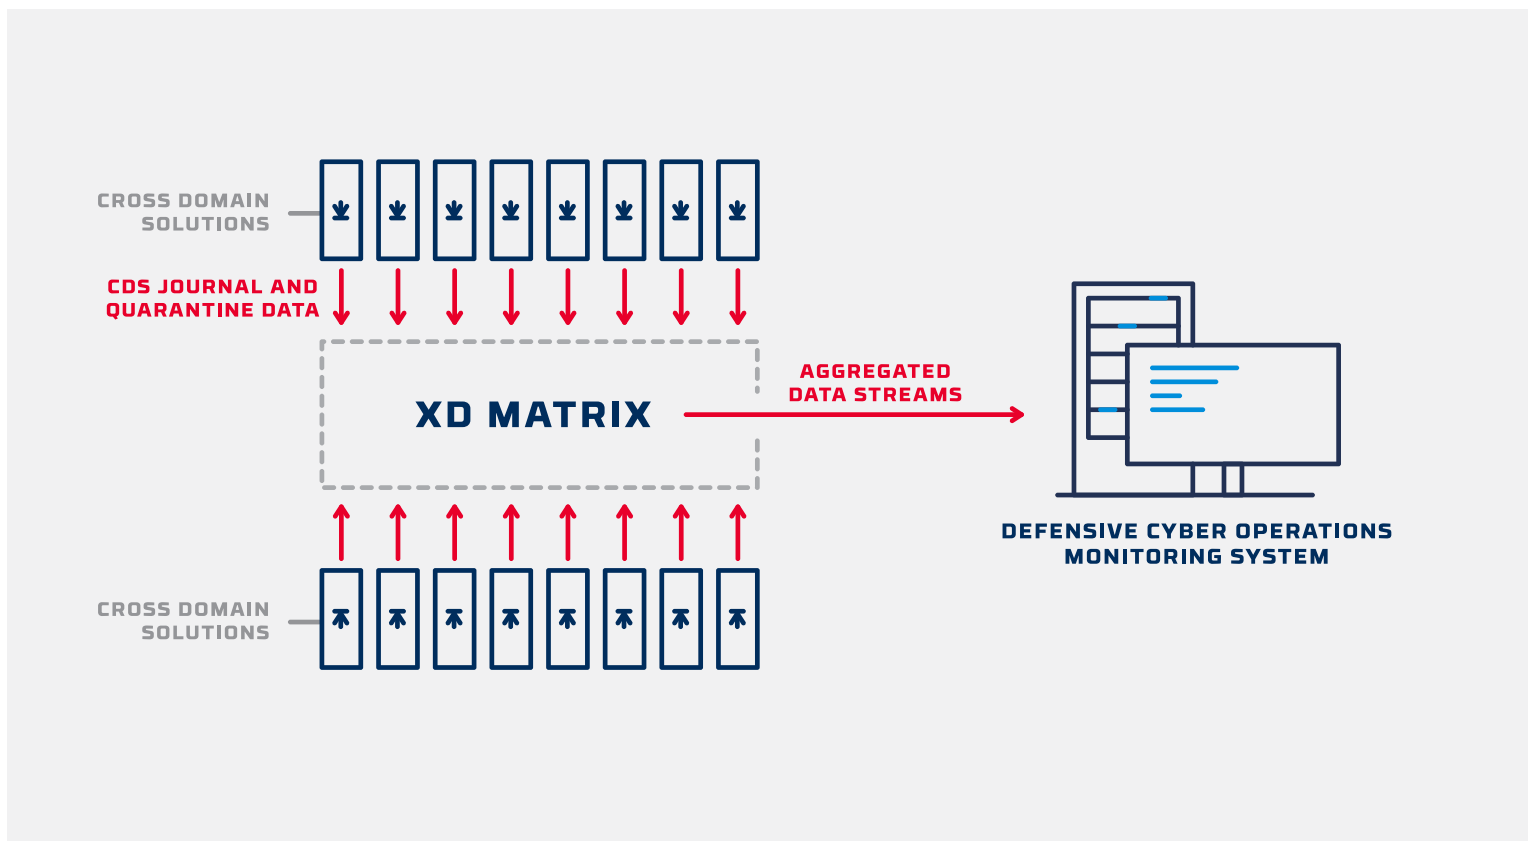 CROSS DOMAIN
SOLUTIONS
CDS JOURNAL AND
QUARANTINE DATA
XD MATRIX
AGGREGATED
DATA STREAMS
DEFENSIVE CYBER OPERATIONS
MONITORING SYSTEM
CROSS DOMAIN
SOLUTIONS